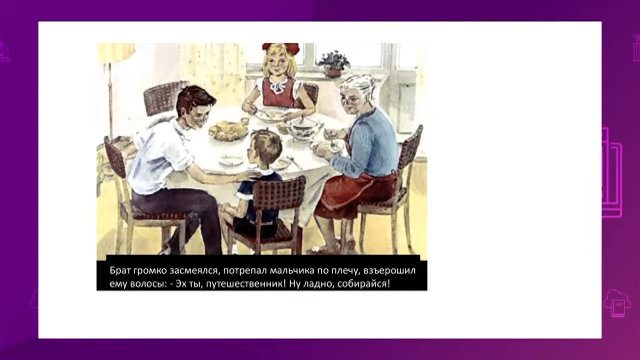 Брат громко засмеялся, потрепал мальчика по плечу, взъерошил
ему волосы: - Эх ты, путешественник! Ну ладно, собирайся!